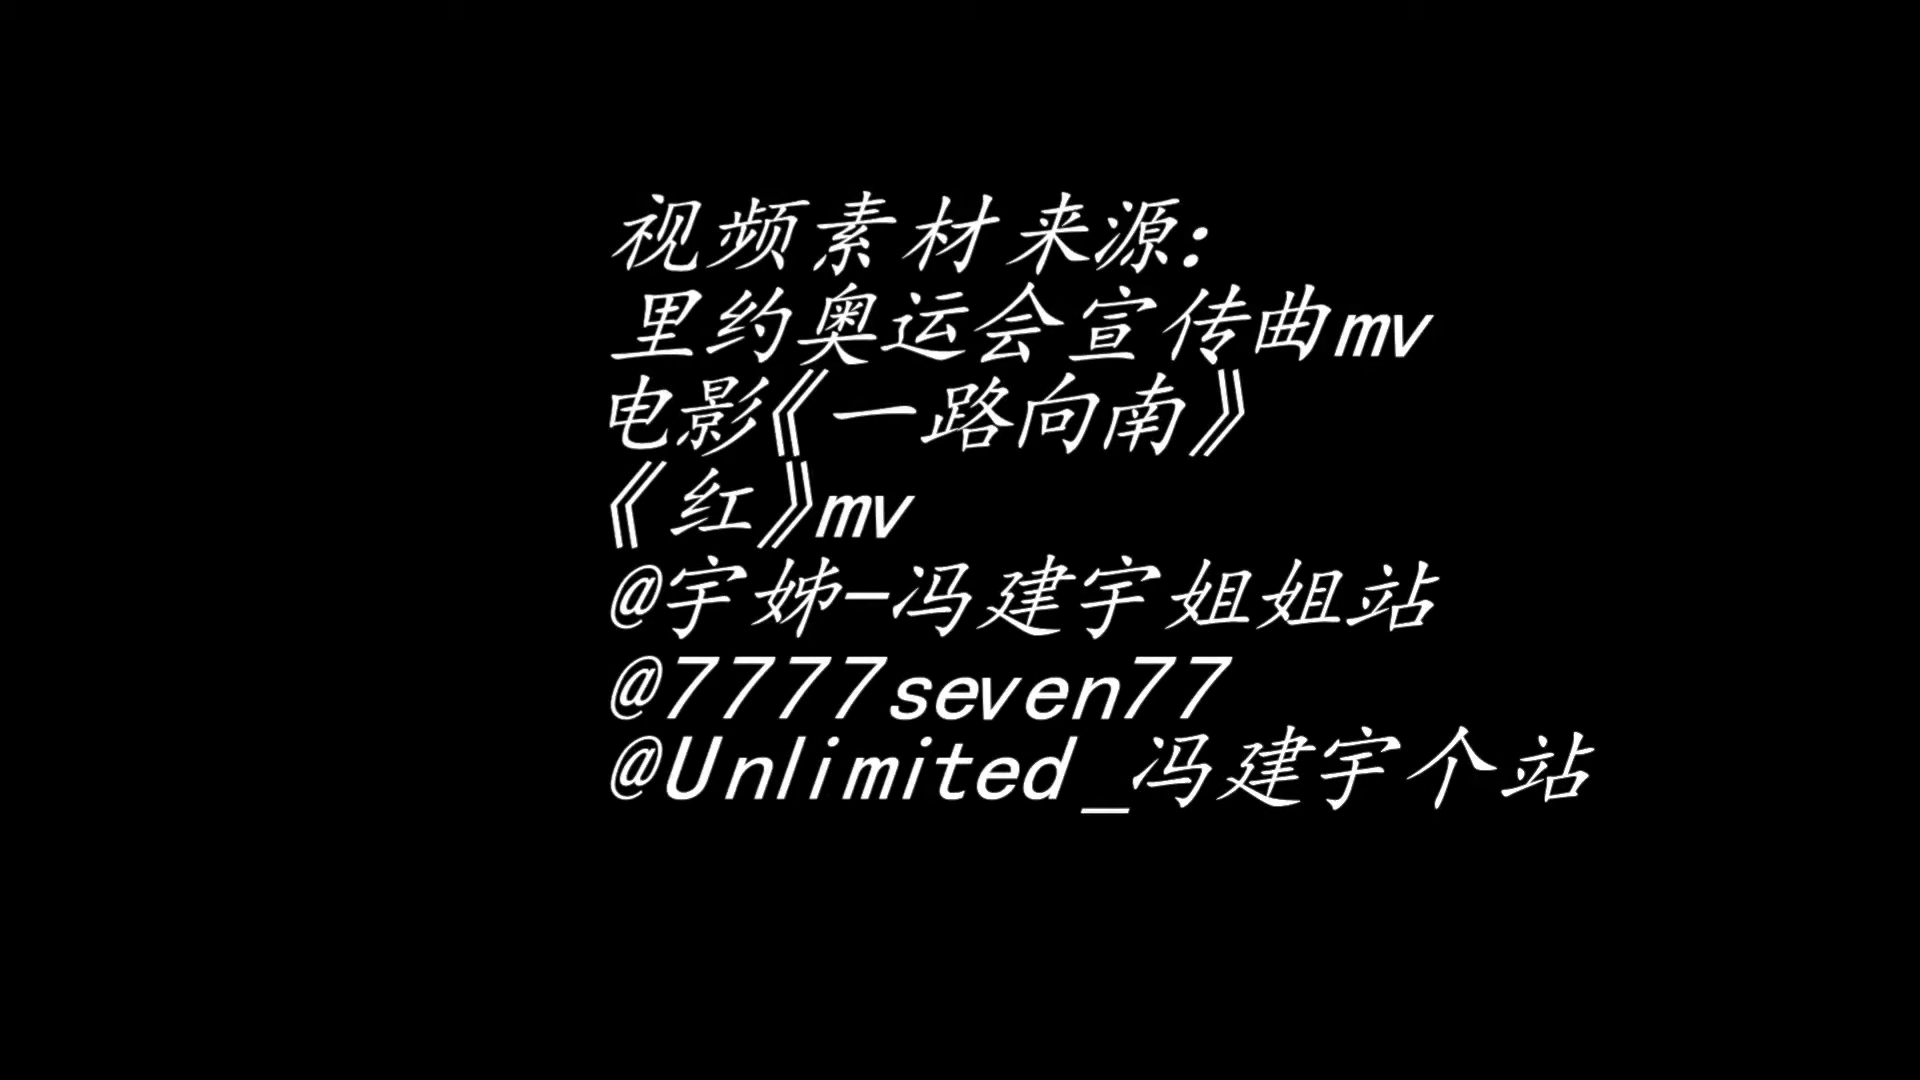 视频素材来源：
里约奥运会宣传曲mv
电影《一路向南》
《红》mv
@宇姊-冯建宇姐姐站
@7777seven77
@Unlimited_冯建宇个站